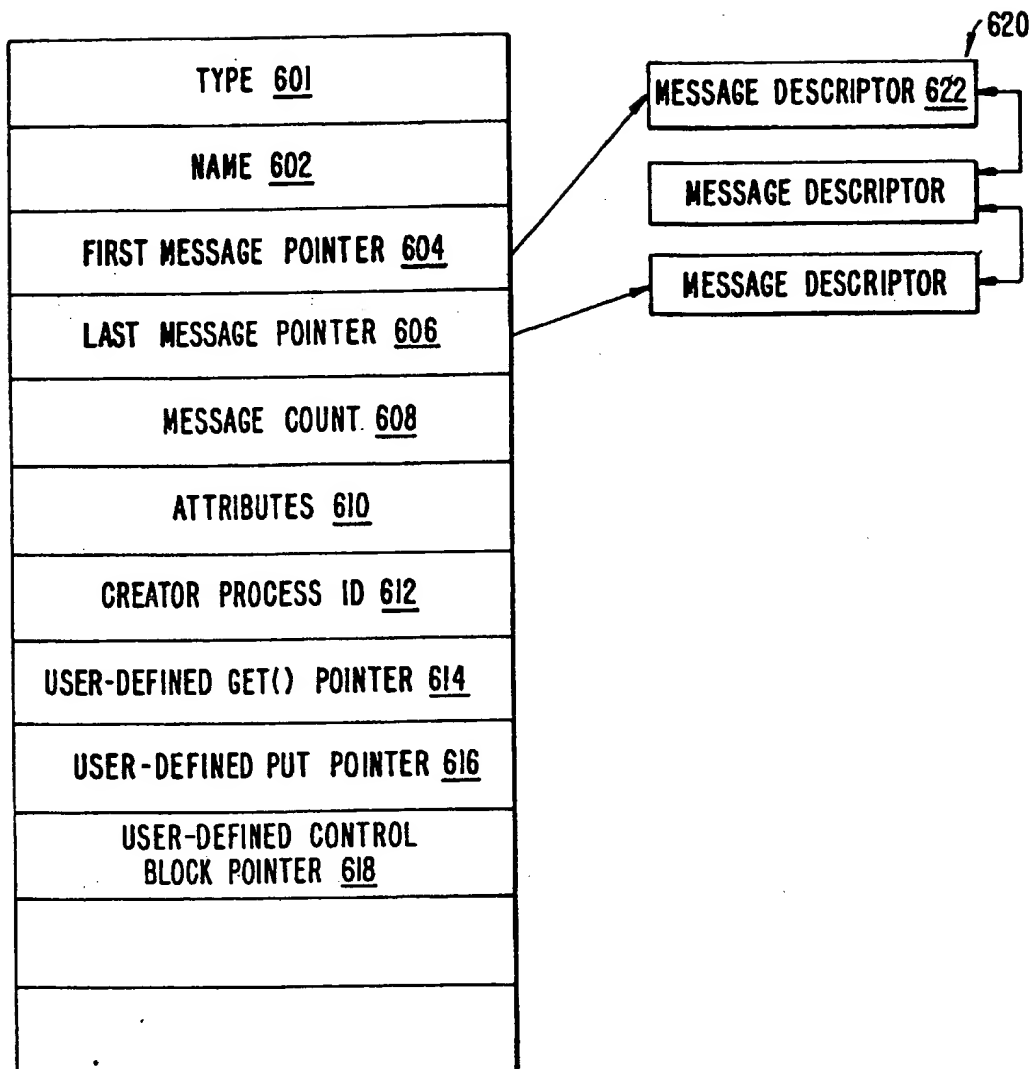 620
TYPE 601
NAME 602
FIRST MESSAGE POINTER 604
LAST MESSAGE POINTER 606
MESSAGE COUNT. 608
ATTRIBUTES 610
CREATOR PROCESS ID 612
USER-DEFINED GET() POINTER 614
USER-DEFINED PUT POINTER 616
USER-DEFINED CONTROL
BLOCK POINTER 618
MESSAGE DESCRIPTOR 622
MESSAGE DESCRIPTOR
MESSAGE DESCRIPTOR